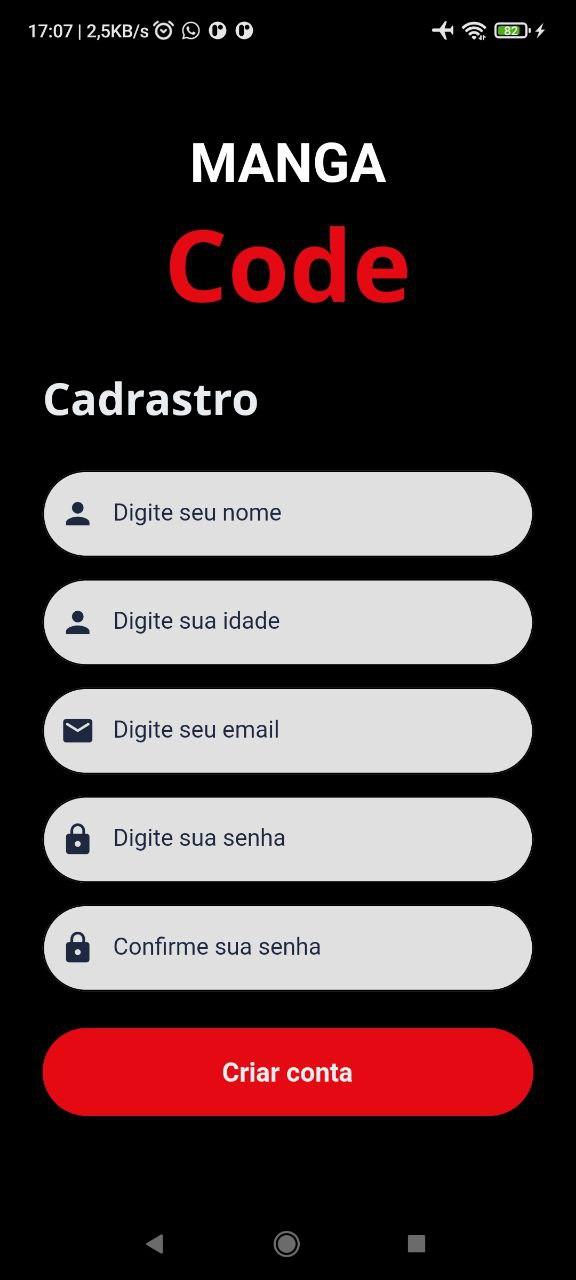 17:07 | 2,5KB/s 82
MANGA
Code
Cadrastro
Digite seu nome
Digite sua idade
Digite seu email
Digite sua senha
Confirme sua senha
Criar conta